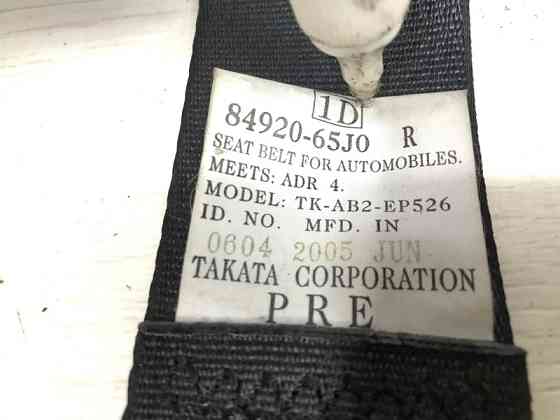 1D
84920-65J0 R
SEAT BELT FOR AUTOMOBILES.
MEETS: ADR 4.
MODEL: TK-AB2-EP526
ID. NO. MFD. IN
0604 2005 JUN
TAKATA CORPORATION
PRE